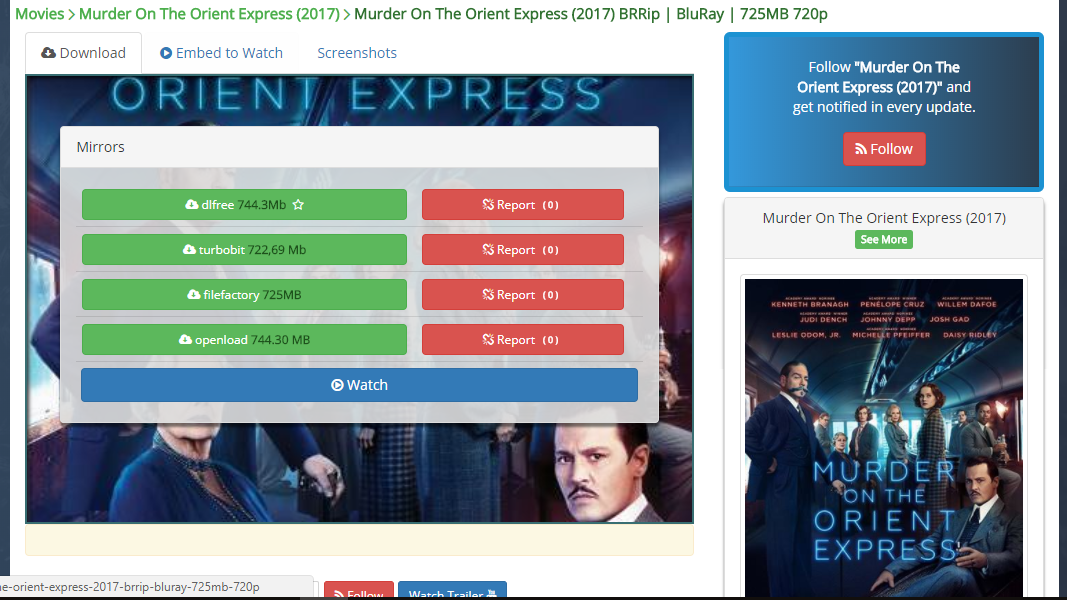 Movies > Murder On The Orient Express (2017) > Murder On The Orient Express (2017) BRRip | BluRay | 725MB 720p
Download Embed to Watch Screenshots
ORIENT EXPRESS
Mirrors
dlfree 744.3Mb Report (0)
turbobit 722,69 Mb Report (0)
filefactory 725MB Report (0)
openload 744.30 MB Report (0)
Watch
Follow "Murder On The
Orient Express (2017)" and
get notified in every update.
Follow
Murder On The Orient Express (2017)
See More
KENNETH BRANAGH PENÉLOPE CRUZ WILLEM DAFOE
JUDI DENCH JOHNNY DEPP JOSH GAD
LESLIE ODOM, JR. MICHELLE PFEIFFER DAISY RIDLEY
MURDER
ON THE
ORIENT
EXPRESS
e-orient-express-2017-brrip-bluray-725mb-720p
Follow Watch Trailer